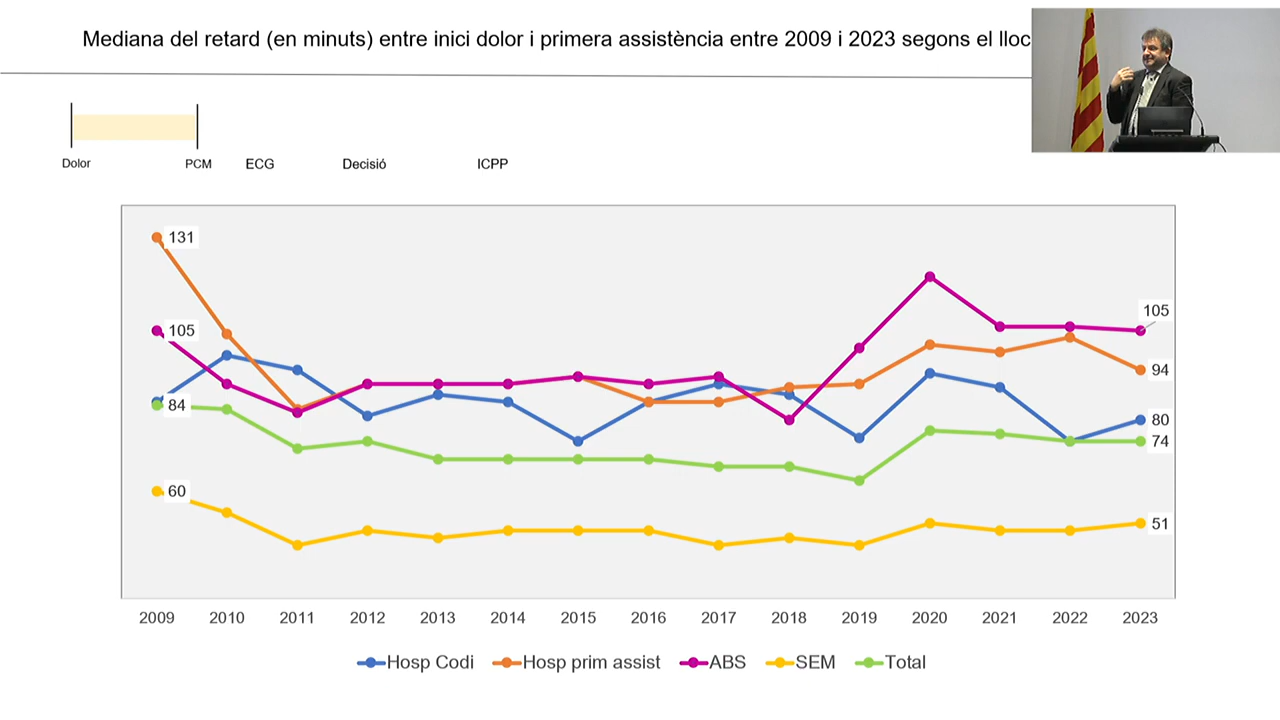 Mediana del retard (en minuts) entre inici dolor i primera assistència entre 2009 i 2023 segons el lloc
Dolor
PCM
ECG
Decisió
ICPP
131
105
84
60
105
94
80
74
51
2009 2010 2011 2012 2013 2014 2015 2016 2017 2018 2019 2020 2021 2022 2023
Hosp Codi Hosp prim assist ABS SEM Total